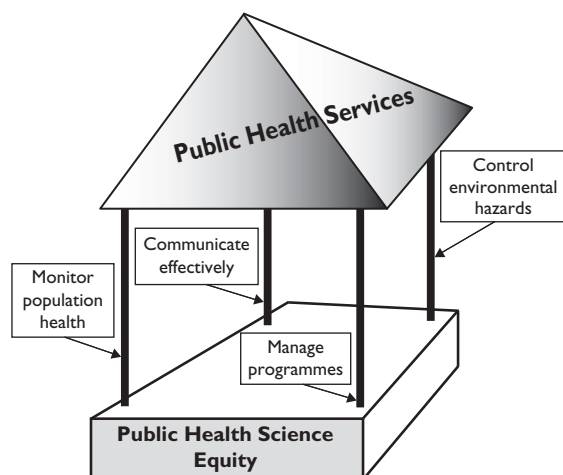 Public Health Services
Control
environmental
hazards
Communicate
effectively
Monitor
population
health
Manage
programmes
Public Health Science
Equity